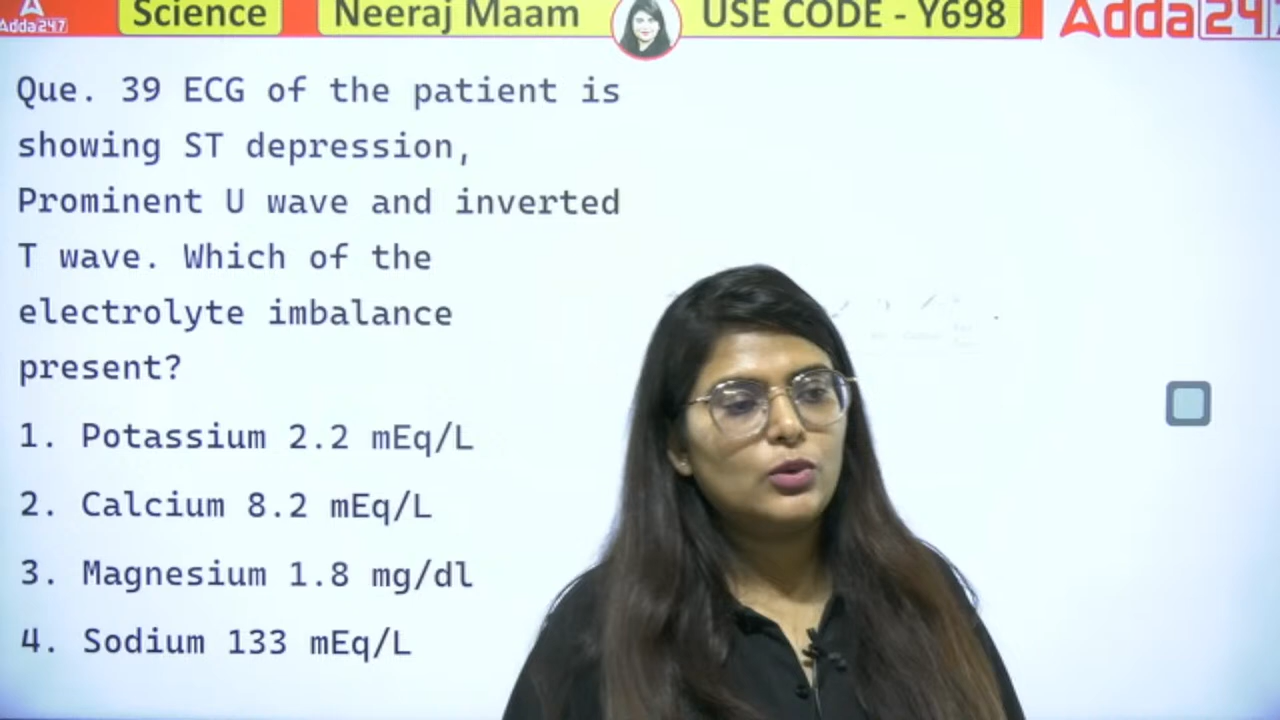 Adda247
Science
Neeraj Maam
USE CODE - Y698
Adda247
Que. 39 ECG of the patient is
showing ST depression,
Prominent U wave and inverted
T wave. Which of the
electrolyte imbalance
present?
1. Potassium 2.2 mEq/L
2. Calcium 8.2 mEq/L
3. Magnesium 1.8 mg/dl
4. Sodium 133 mEq/L